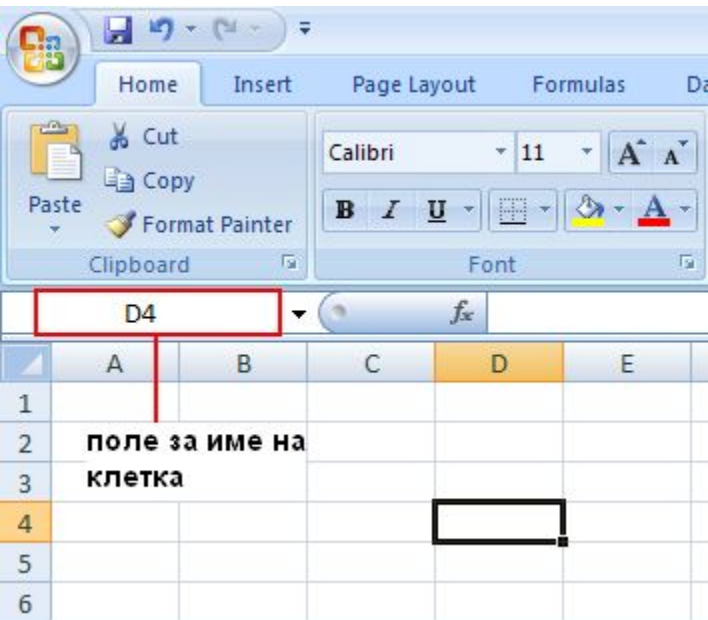 Home Insert Page Layout Formulas Da
Cut
Copy
Format Painter
Paste
Clipboard
Calibri 11 A A
B I U A
Font
D4 fx
A B C D E
1
2
3
4
5
6
поле за име на
клетка